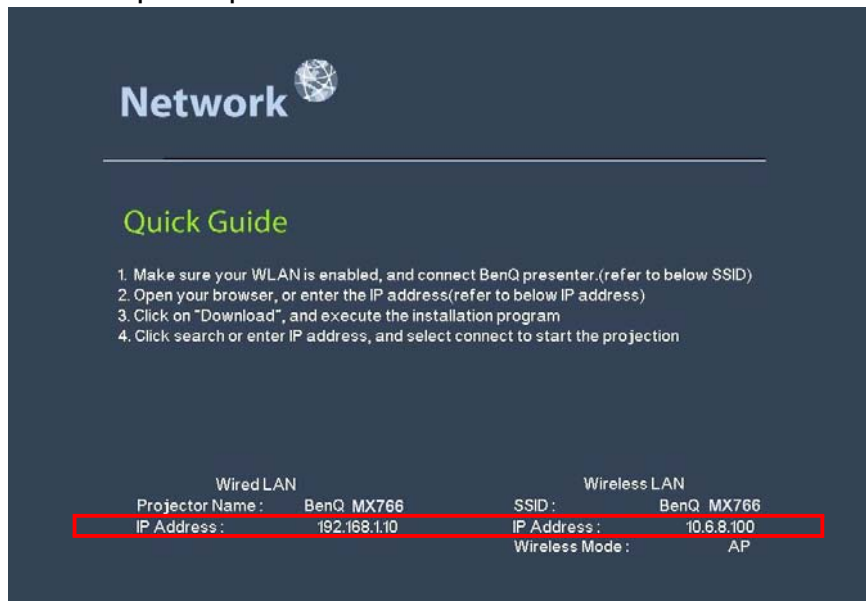 Network
Quick Guide
1. Make sure your WLAN is enabled, and connect BenQ presenter.(refer to below SSID)
2. Open your browser, or enter the IP address(refer to below IP address)
3. Click on "Download", and execute the installation program
4. Click search or enter IP address, and select connect to start the projection
Wired LAN
Projector Name : BenQ MX766
IP Address : 192.168.1.10
Wireless LAN
SSID : BenQ MX766
IP Address : 10.6.8.100
Wireless Mode : AP